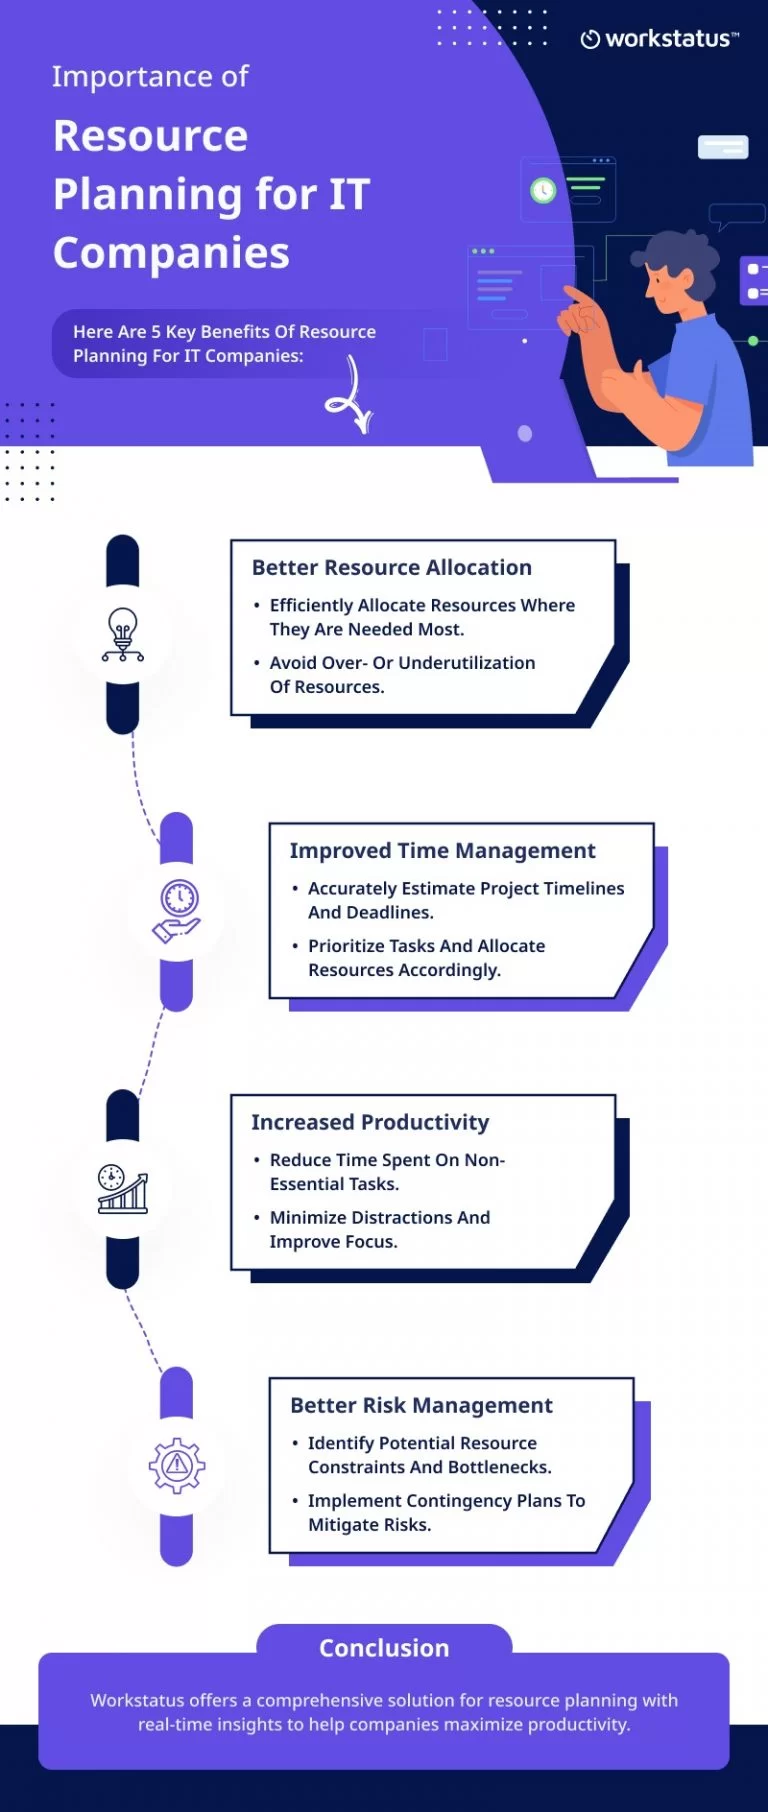 workstatus™
Importance of
Resource
Planning for IT
Companies
Here Are 5 Key Benefits Of Resource
Planning For IT Companies:
Better Resource Allocation
• Efficiently Allocate Resources Where
They Are Needed Most.
• Avoid Over- Or Underutilization
Of Resources.
Improved Time Management
• Accurately Estimate Project Timelines
And Deadlines.
• Prioritize Tasks And Allocate
Resources Accordingly.
Increased Productivity
• Reduce Time Spent On Non-
Essential Tasks.
• Minimize Distractions And
Improve Focus.
Better Risk Management
• Identify Potential Resource
Constraints And Bottlenecks.
• Implement Contingency Plans To
Mitigate Risks.
Conclusion
Workstatus offers a comprehensive solution for resource planning with
real-time insights to help companies maximize productivity.